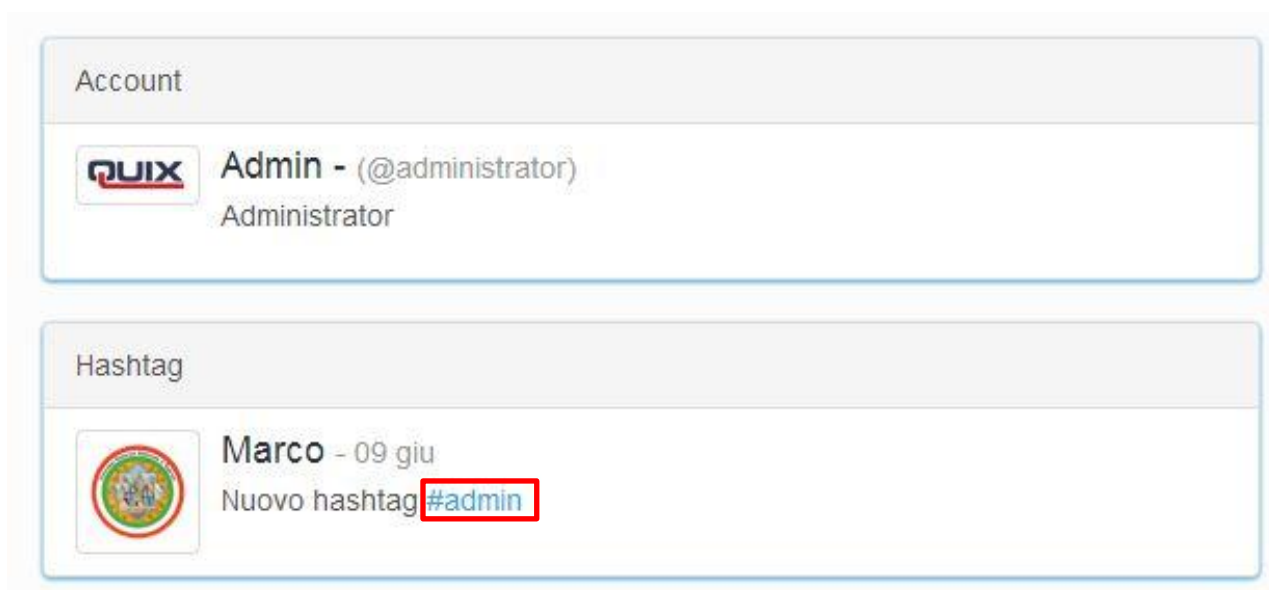 Account
QUIX
Admin - (@administrator)
Administrator
Hashtag
Marco - 09 giu
Nuovo hashtag #admin